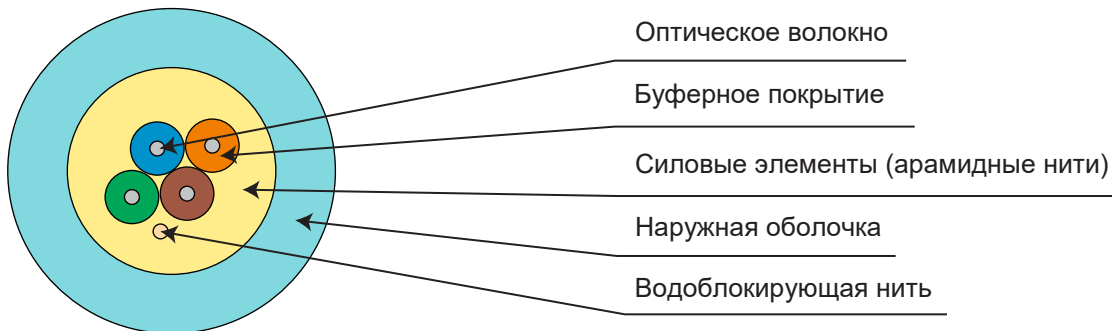 Оптическое волокно
Буферное покрытие
Силовые элементы (арамидные нити)
Наружная оболочка
Водоблокирующая нить